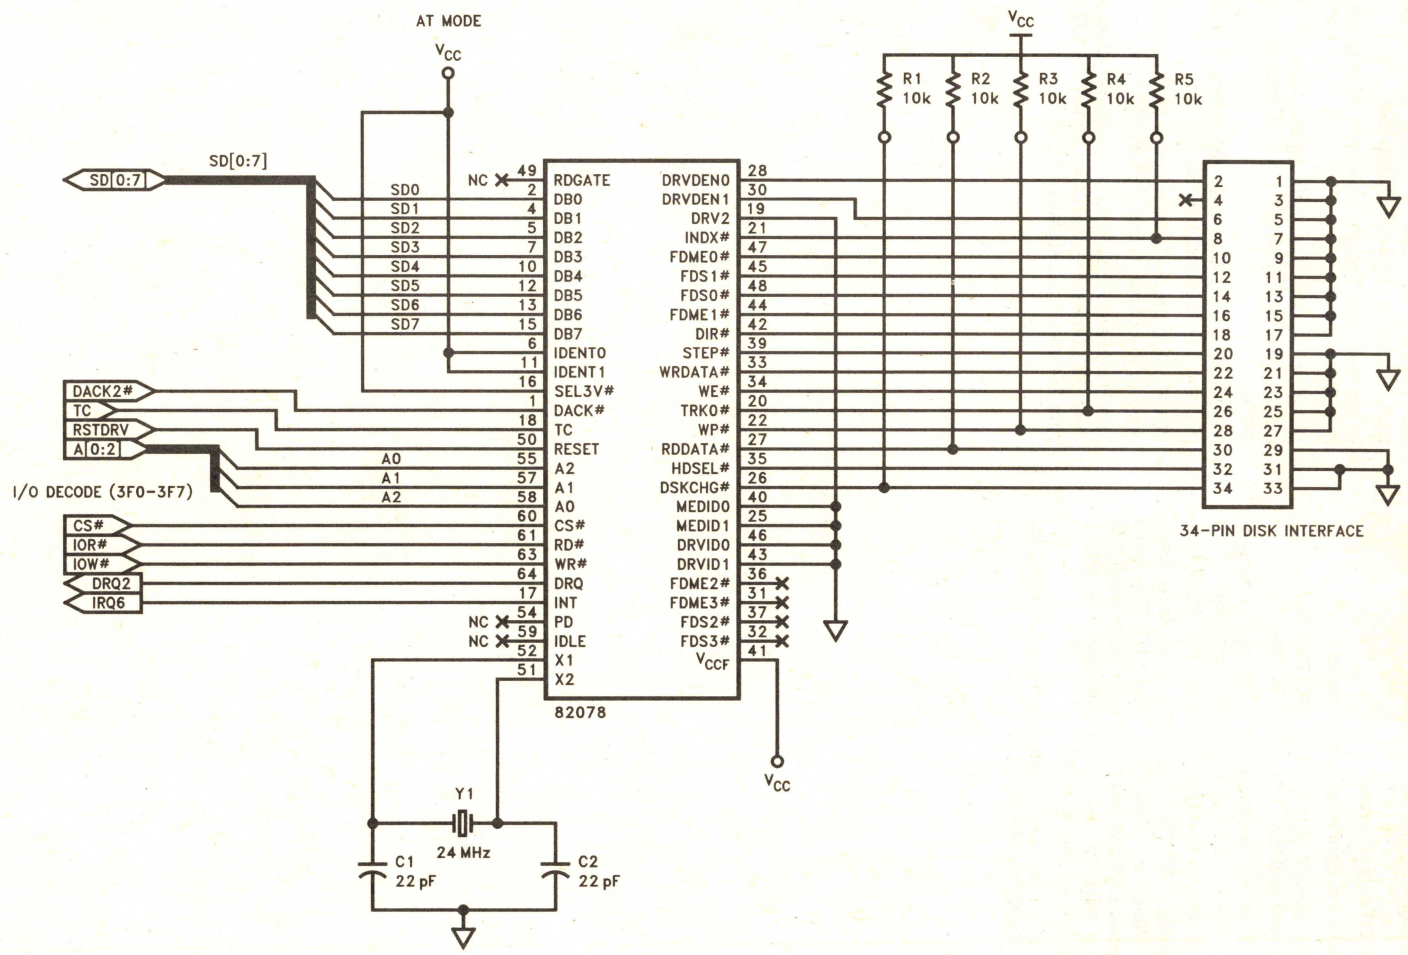 AT MODE
VCC
VCC
R1
10k
R2
10k
R3
10k
R4
10k
R5
10k
SD[0:7]
SD[0:7]
SD0
SD1
SD2
SD3
SD4
SD5
SD6
SD7
DACK2#
TC
RSTDRV
A[0:2]
A0
A1
A2
I/O DECODE (3F0-3F7)
CS#
IOR#
IOW#
DRQ2
IRQ6
NC
49 RDGATE
2 DB0
4 DB1
5 DB2
7 DB3
10 DB4
12 DB5
13 DB6
15 DB7
6 IDENT0
11 IDENT1
16 SEL3V#
1 DACK#
18 TC
50 RESET
55 A2
57 A1
58 A0
60 CS#
61 RD#
63 WR#
64 DRQ
17 INT
NC 54 PD
NC 59 IDLE
52 X1
51 X2
DRVDEN0 28
DRVDEN1 30
DRV2 19
INDX# 21
FDME0# 47
FDS1# 45
FDS0# 48
FDME1# 44
DIR# 42
STEP# 39
WRDATA# 33
WE# 34
TRK0# 20
WP# 22
RDDATA# 27
HDSEL# 35
DSKCHG# 26
MEDID0 40
MEDID1 25
DRVID0 46
DRVID1 43
FDME2# 36
FDME3# 31
FDS2# 37
FDS3# 32
VCCF 41
82078
VCC
2 1
4 3
6 5
8 7
10 9
12 11
14 13
16 15
18 17
20 19
22 21
24 23
26 25
28 27
30 29
32 31
34 33
34-PIN DISK INTERFACE
Y1
24 MHz
C1
22 pF
C2
22 pF